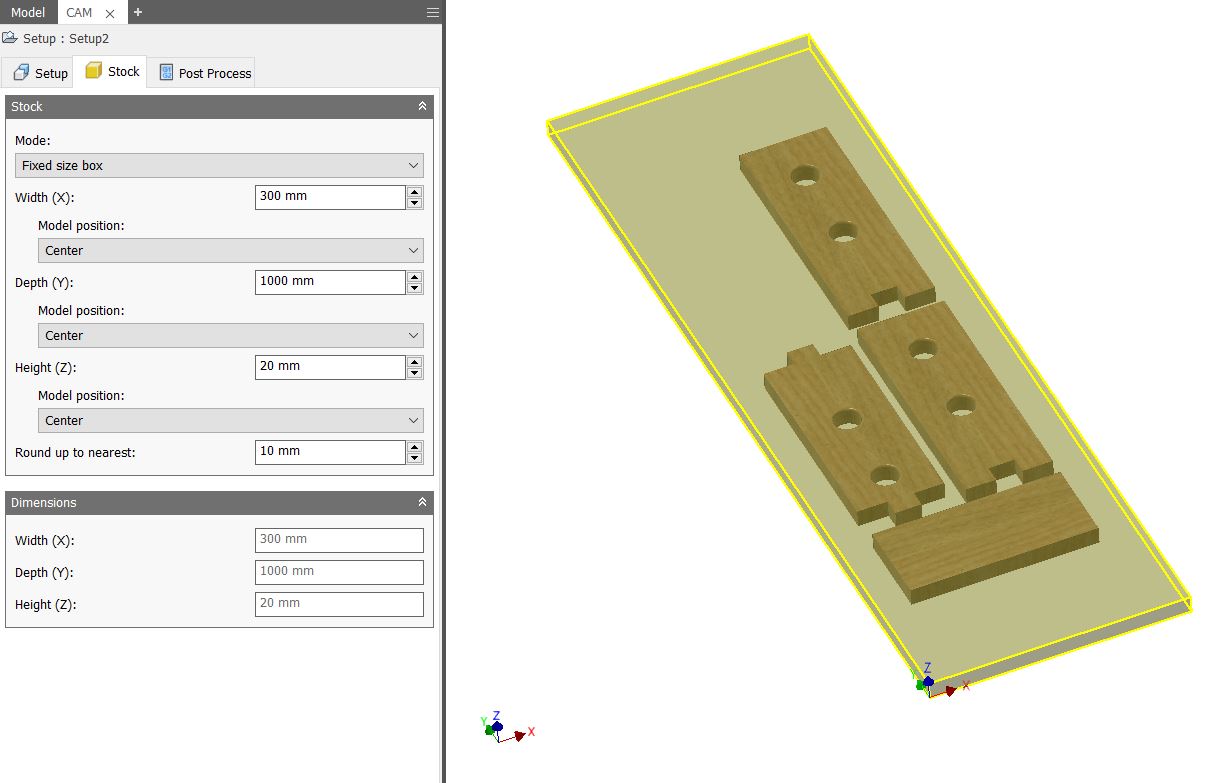 Model CAM +
Setup : Setup2
Setup Stock Post Process
Stock
Mode:
Fixed size box
Width (X): 300 mm
Model position:
Center
Depth (Y): 1000 mm
Model position:
Center
Height (Z): 20 mm
Model position:
Center
Round up to nearest: 10 mm
Dimensions
Width (X): 300 mm
Depth (Y): 1000 mm
Height (Z): 20 mm
Z
Y X
Z
Y X